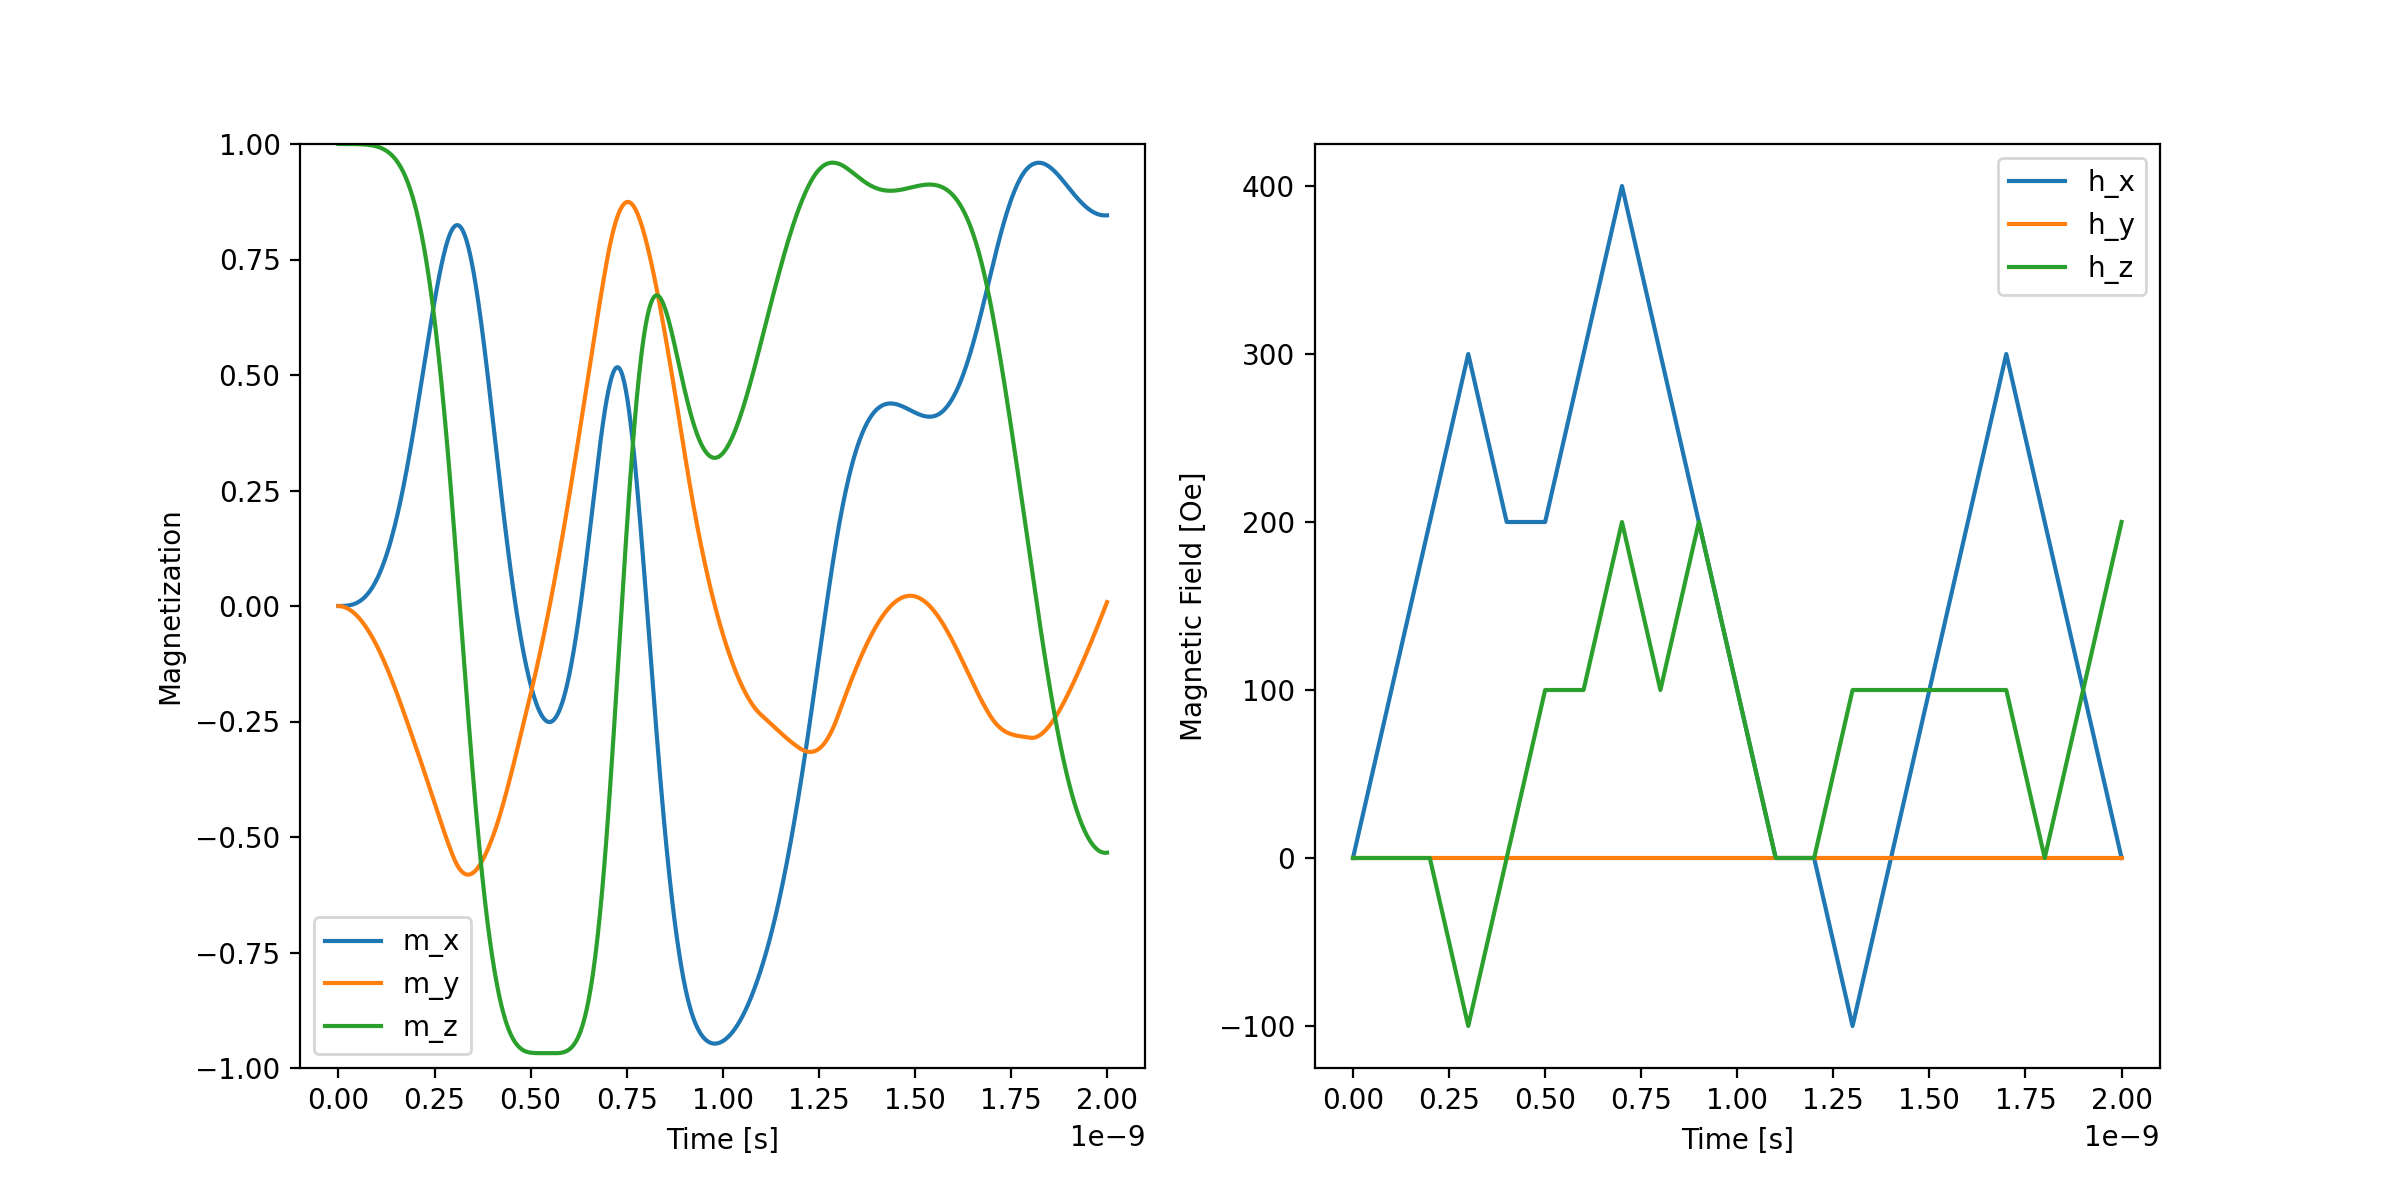 1.00
0.75
0.50
0.25
0.00
−0.25
−0.50
−0.75
−1.00
Magnetization
m_x
m_y
m_z
0.00 0.25 0.50 0.75 1.00 1.25 1.50 1.75 2.00
Time [s]
1e−9
400
300
200
100
0
−100
Magnetic Field [Oe]
h_x
h_y
h_z
0.00 0.25 0.50 0.75 1.00 1.25 1.50 1.75 2.00
Time [s]
1e−9